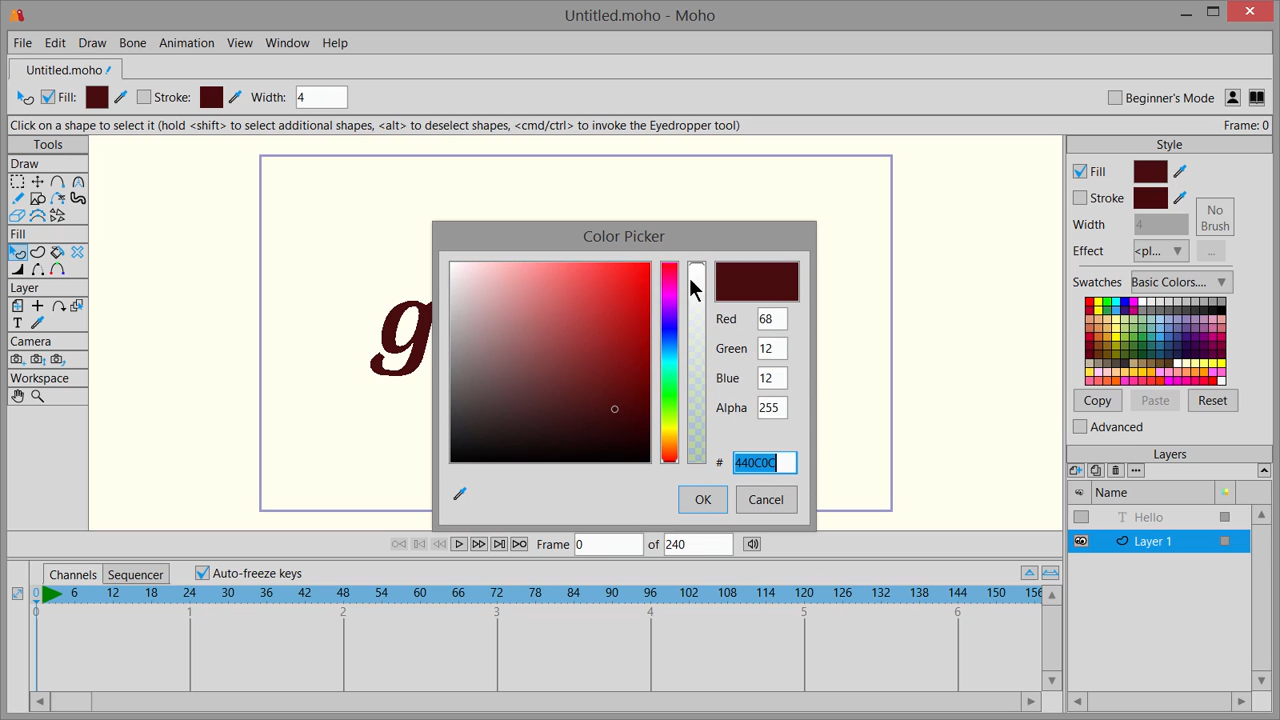 Untitled.moho - Moho
File Edit Draw Bone Animation View Window Help
Untitled.moho
Fill: Stroke: Width: 4 Beginner's Mode
Click on a shape to select it (hold <shift> to select additional shapes, <alt> to deselect shapes, <cmd/ctrl> to invoke the Eyedropper tool) Frame: 0
Tools
Draw
Fill
Layer
Camera
Workspace
g
Color Picker
Red 68
Green 12
Blue 12
Alpha 255
# 440C0C
OK Cancel
Style
Fill
Stroke
Width 4 No Brush
Effect <pl... ...
Swatches Basic Colors....
Copy Paste Reset
Advanced
Layers
Name
T Hello
Layer 1
Frame 0 of 240
Channels Sequencer Auto-freeze keys
0 6 12 18 24 30 36 42 48 54 60 66 72 78 84 90 96 102 108 114 120 126 132 138 144 150 156
0 1 2 3 4 5 6